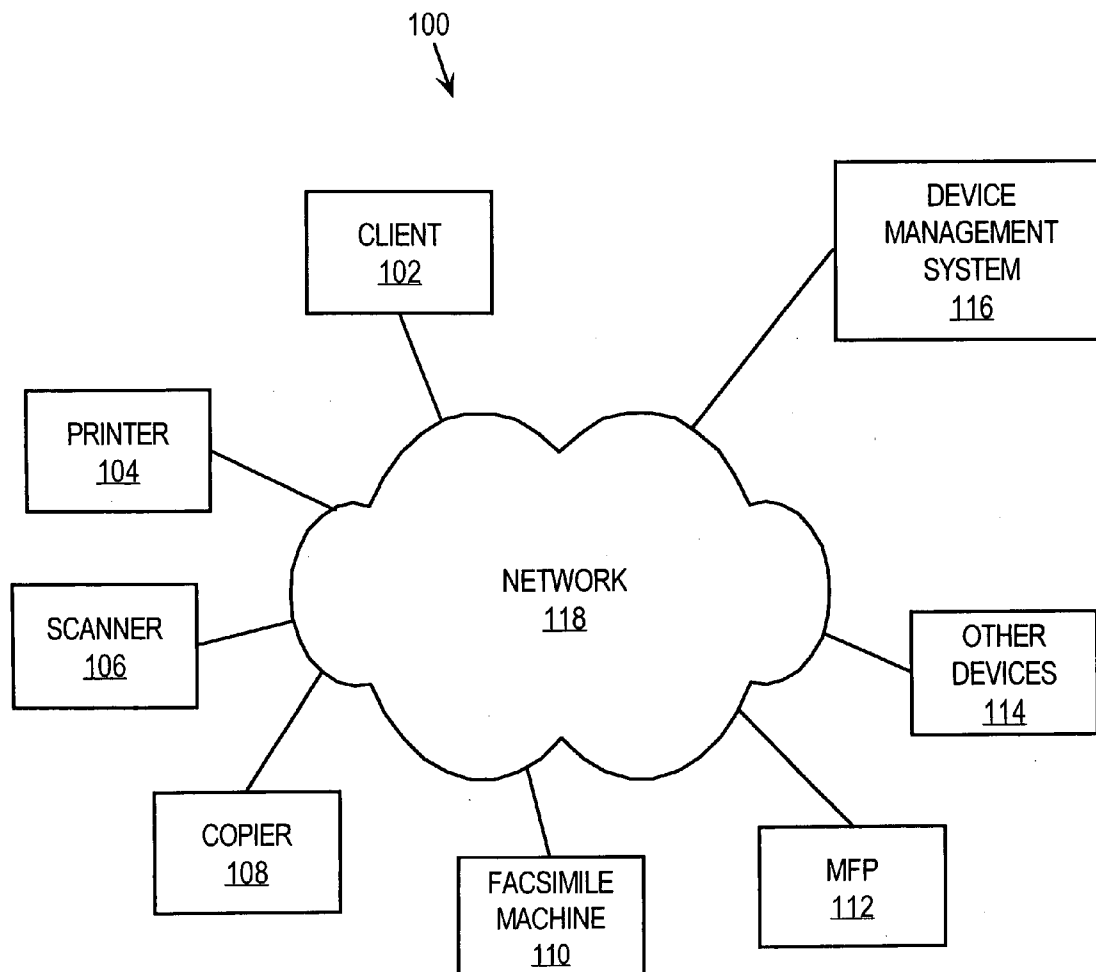 100
CLIENT
102
DEVICE
MANAGEMENT
SYSTEM
116
PRINTER
104
NETWORK
118
SCANNER
106
OTHER
DEVICES
114
COPIER
108
FACSIMILE
MACHINE
110
MFP
112